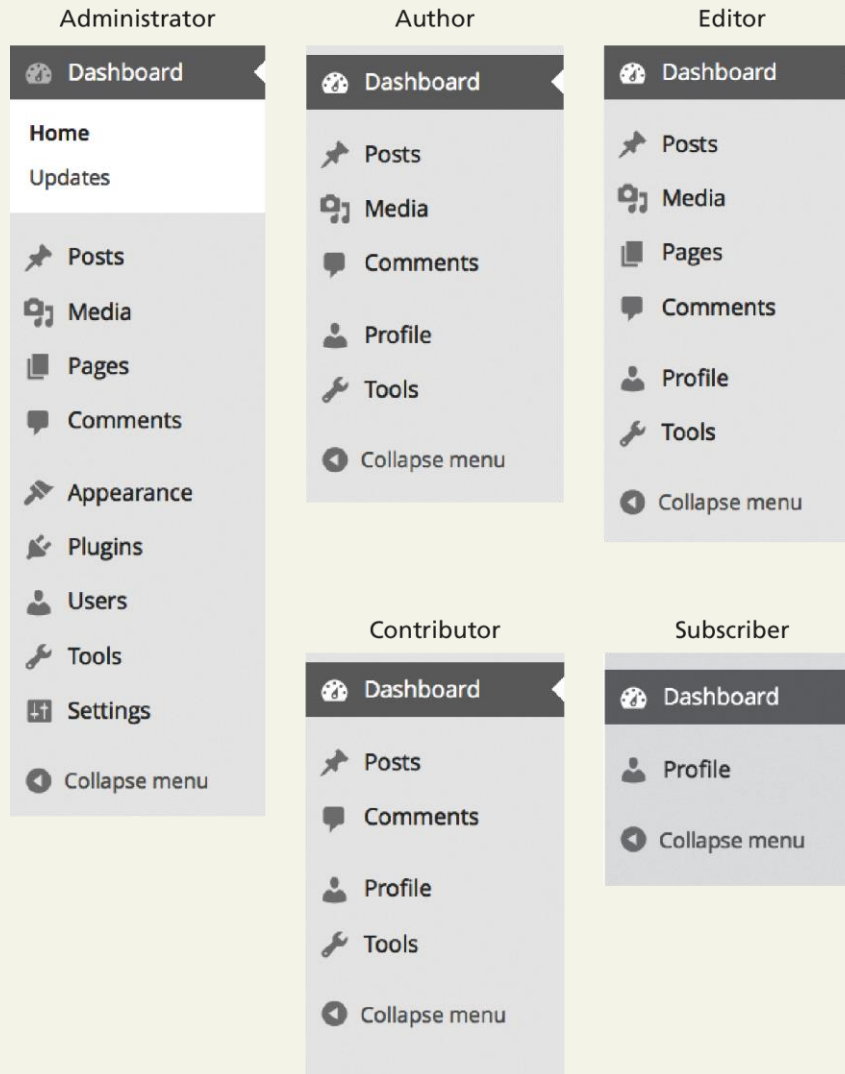 Administrator
Dashboard
Home
Updates
Posts
Media
Pages
Comments
Appearance
Plugins
Users
Tools
Settings
Collapse menu
Author
Dashboard
Posts
Media
Comments
Profile
Tools
Collapse menu
Editor
Dashboard
Posts
Media
Pages
Comments
Profile
Tools
Collapse menu
Contributor
Dashboard
Posts
Comments
Profile
Tools
Collapse menu
Subscriber
Dashboard
Profile
Collapse menu